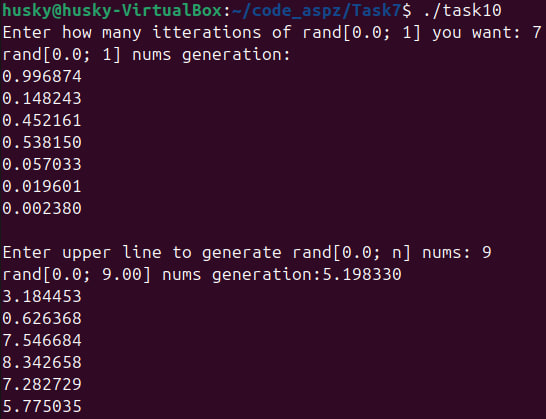 husky@husky-VirtualBox:~/code_aspz/Task7$ ./task10
Enter how many itterations of rand[0.0; 1] you want: 7
rand[0.0; 1] nums generation:
0.996874
0.148243
0.452161
0.538150
0.057033
0.019601
0.002380
Enter upper line to generate rand[0.0; n] nums: 9
rand[0.0; 9.00] nums generation:5.198330
3.184453
0.626368
7.546684
8.342658
7.282729
5.775035